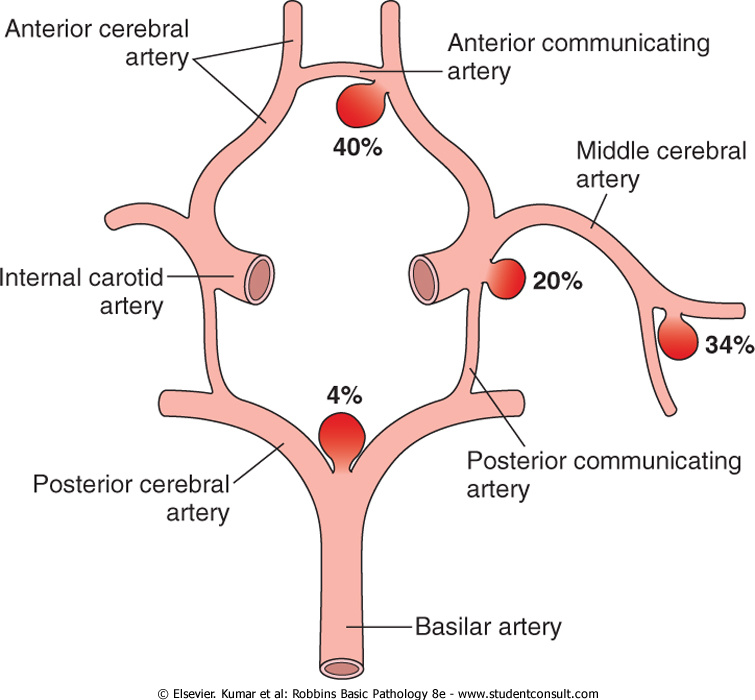 Anterior cerebral
artery
Anterior communicating
artery
40%
Middle cerebral
artery
Internal carotid
artery
20%
34%
4%
Posterior cerebral
artery
Posterior communicating
artery
Basilar artery
© Elsevier. Kumar et al: Robbins Basic Pathology 8e - www.studentconsult.com